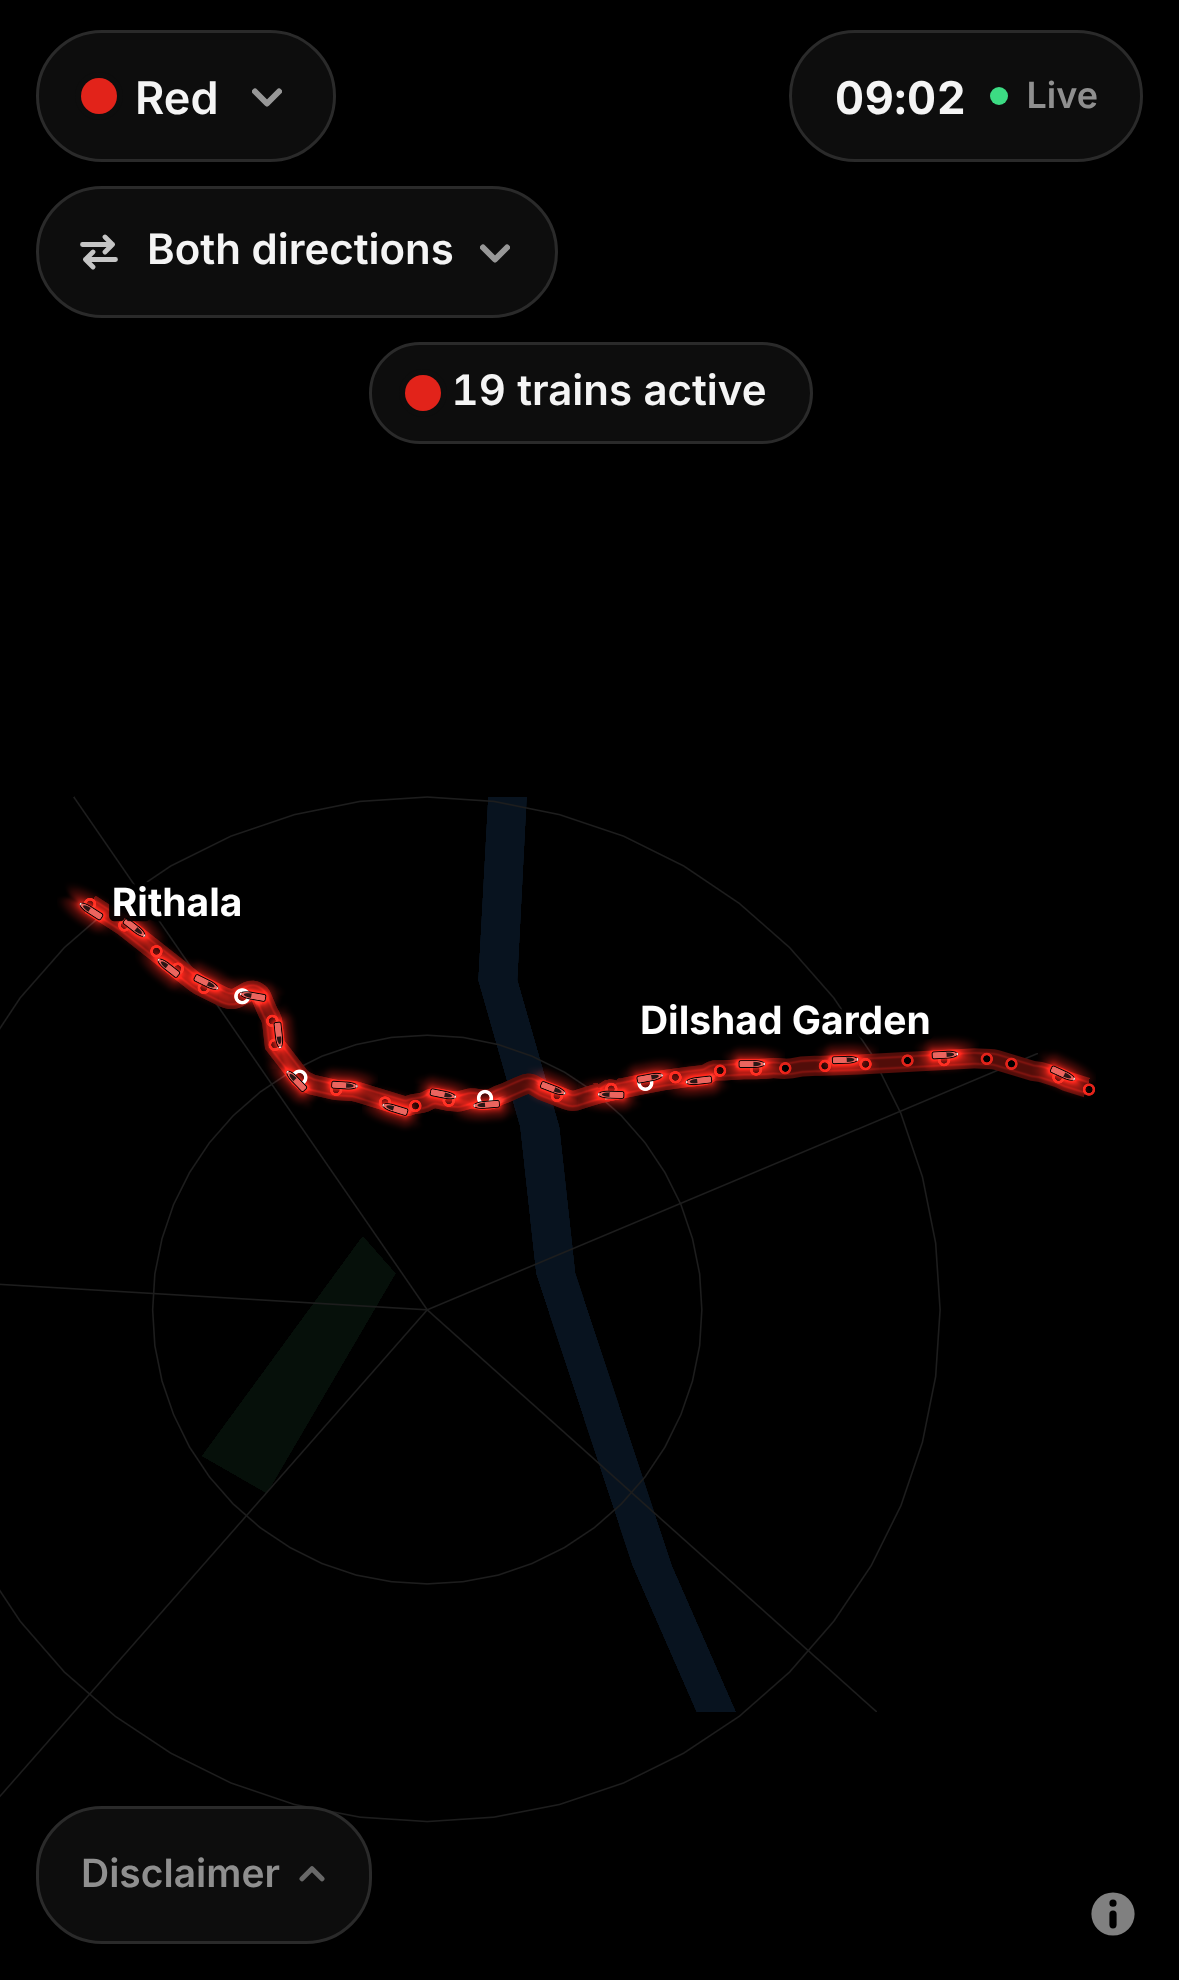 Red
09:02 Live
Both directions
19 trains active
Rithala
Dilshad Garden
Disclaimer